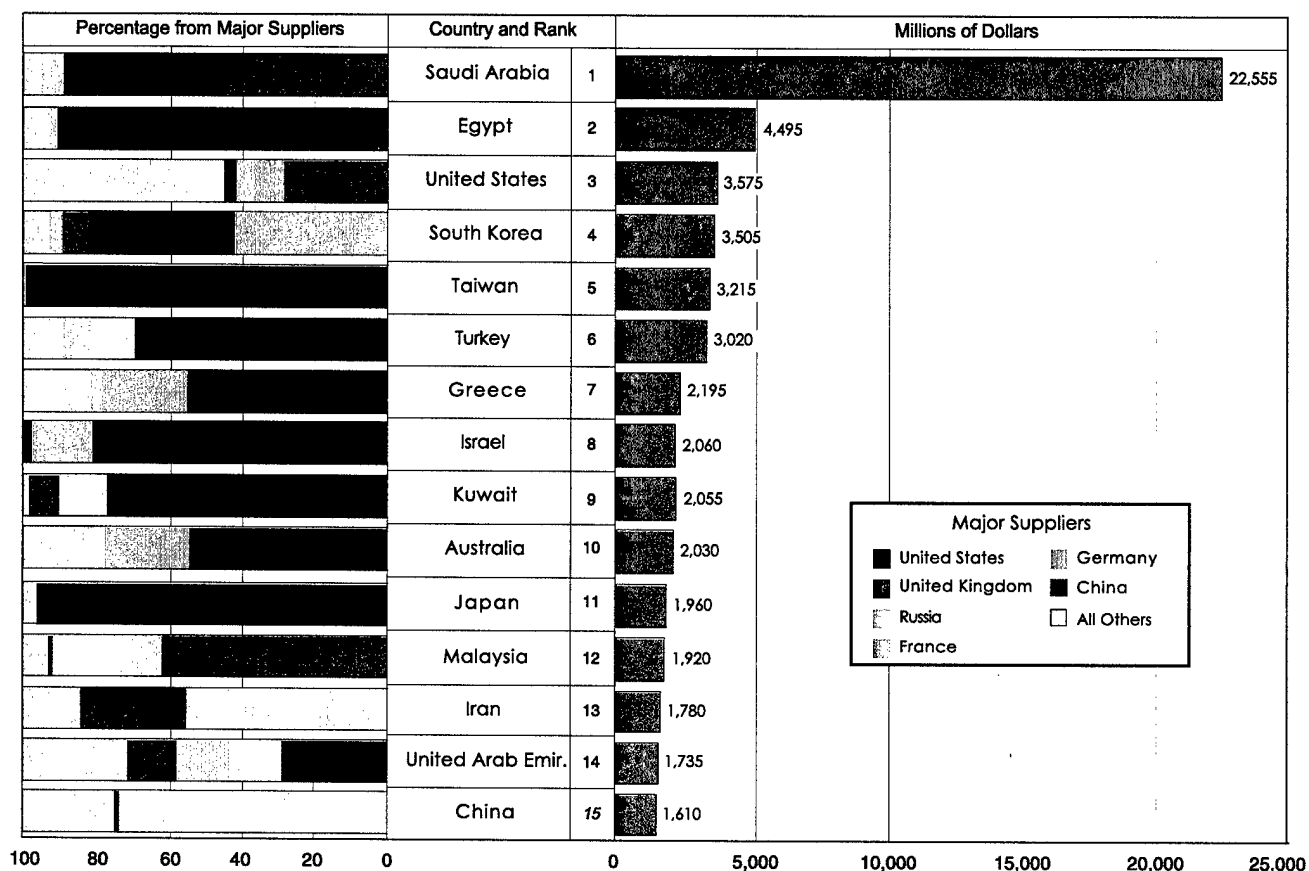 Percentage from Major Suppliers Country and Rank Millions of Dollars
Saudi Arabia 1 22,555
Egypt 2 4,495
United States 3 3,575
South Korea 4 3,505
Taiwan 5 3,215
Turkey 6 3,020
Greece 7 2,195
Israel 8 2,060
Kuwait 9 2,055
Australia 10 2,030
Japan 11 1,960
Malaysia 12 1,920
Iran 13 1,780
United Arab Emir. 14 1,735
China 15 1,610
Major Suppliers
United States Germany
United Kingdom China
Russia All Others
France
100 80 60 40 20 0 0 5,000 10,000 15,000 20,000 25,000